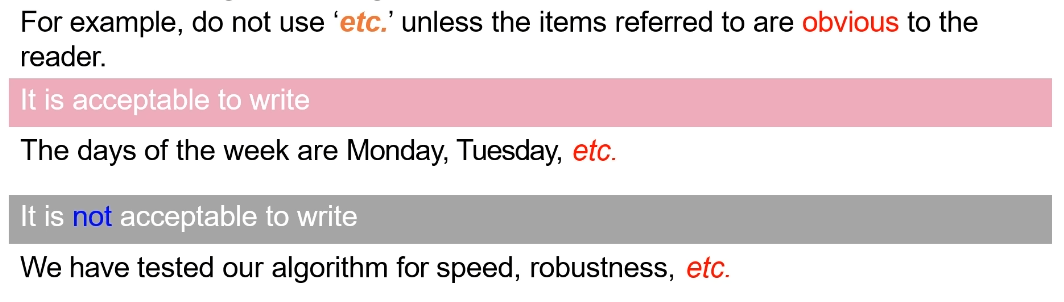 For example, do not use ‘etc.’ unless the items referred to are obvious to the
reader.
It is acceptable to write
The days of the week are Monday, Tuesday, etc.
It is not acceptable to write
We have tested our algorithm for speed, robustness, etc.